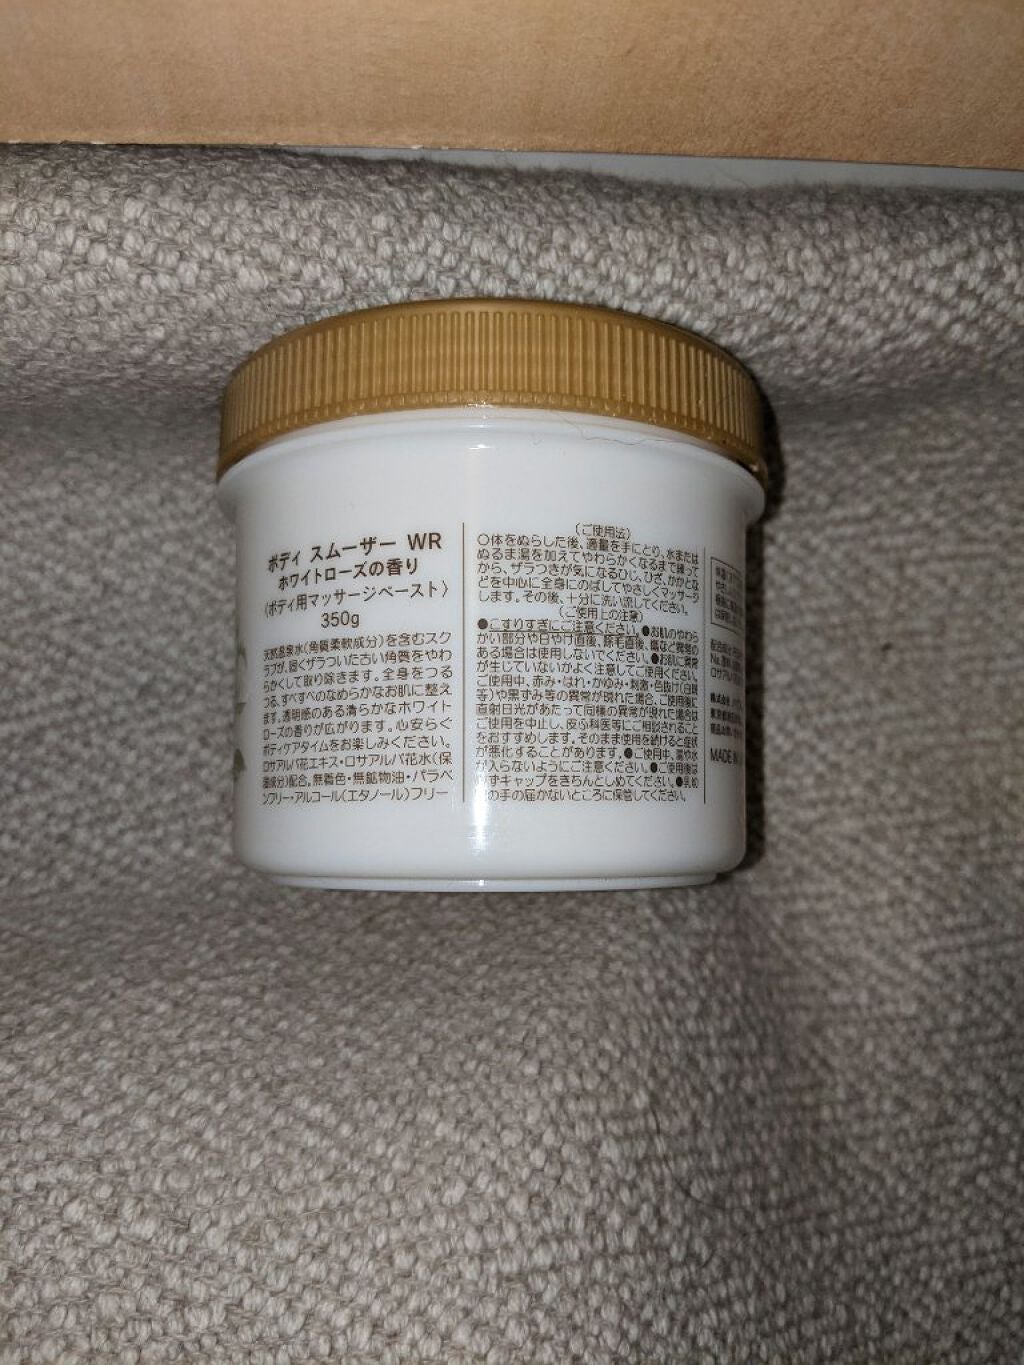 ボディ スムーザー WR
ホワイトローズの香り
〈ボディ用マッサージペースト〉
350g
天然温泉水(角質柔軟成分)を含むスク
ラブが、固くザラついた古い角質をやわ
らかくして取り除きます。全身をつる
つる、すべすべのなめらかなお肌に整え
ます。透明感のある清らかなホワイト
ローズの香りが広がります。心安らぐ
ボディケアタイムをお楽しみください。
ロサアルバ花エキス・ロサアルバ花水(保
湿成分)配合。無着色・無鉱物油・パラベ
ンフリー・アルコール(エタノール)フリー
(ご使用法)
○体をぬらした後、適量を手にとり、水または
ぬるま湯を加えてやわらかくなるまで練って
から、ザラつきが気になるひじ、ひざ、かかとな
どを中心に全身にのばしてやさしくマッサージ
します。その後、十分に洗い流してください。
(ご使用上の注意)
●こすりすぎにご注意ください。●お肌のやわら
かい部分や日やけ直後、除毛直後、傷など異常の
ある場合は使用しないでください。●お肌に異常
が生じていないかよく注意してご使用ください。
ご使用中、赤み・はれ・かゆみ・刺激・色抜け(白斑
等)や黒ずみ等の異常が現れた場合、ご使用後に
直射日光があたって同様の異常が現れた場合は
ご使用を中止し、皮ふ科医等にご相談されること
をおすすめします。そのまま使用を続けると症状
が悪化することがあります。●ご使用中、湯や水
が入らないようにご注意ください。●ご使用後は
ずキャップをきちんとしめてください。●乳幼
の手の届かないところに保管してください。
MADE IN